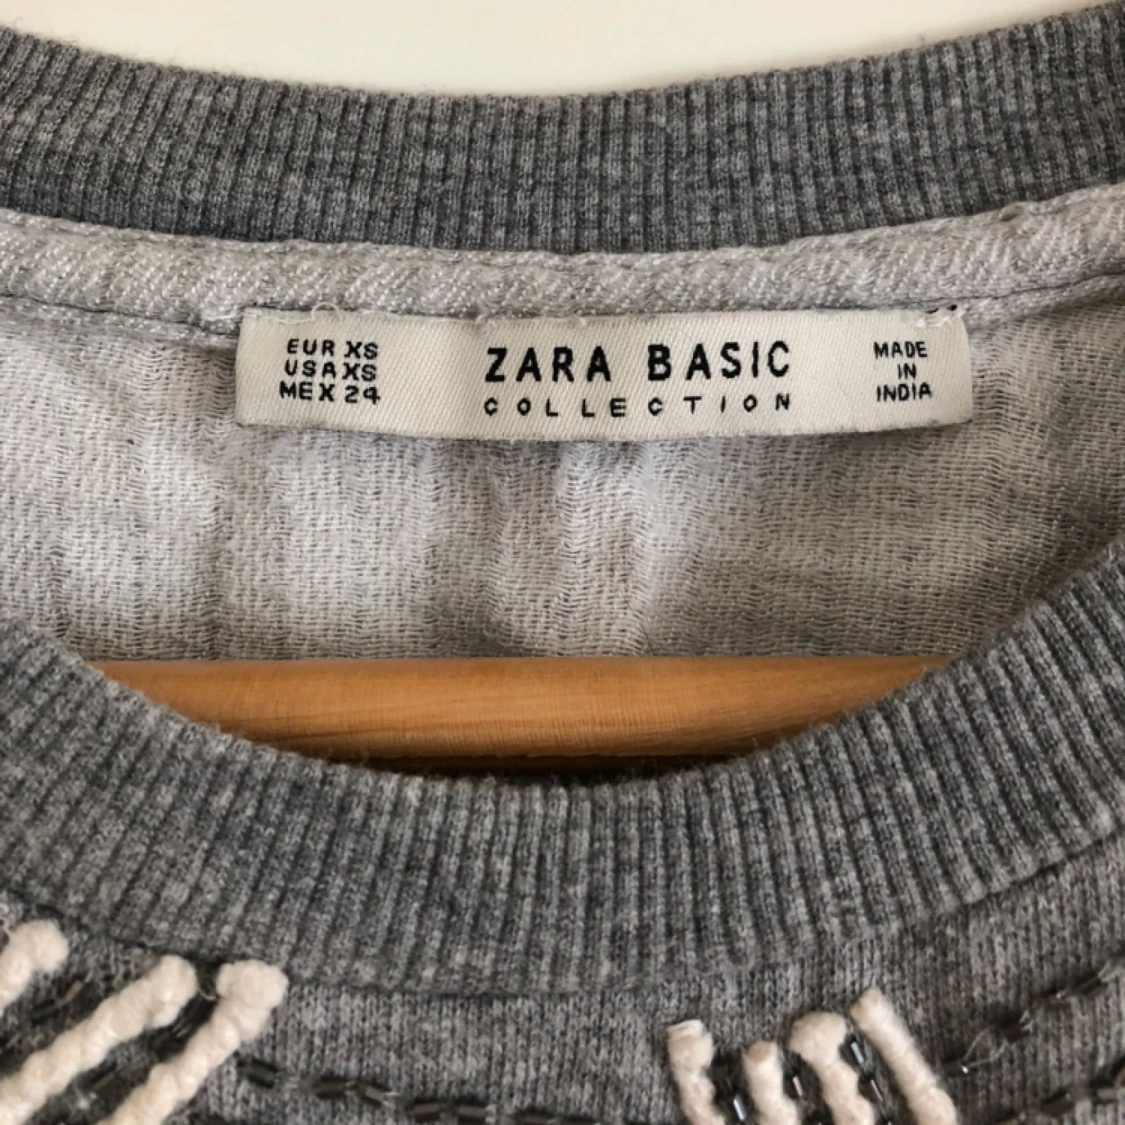 EUR XS
USA XS
MEX 24
ZARA BASIC
COLLECTION
MADE
IN
INDIA